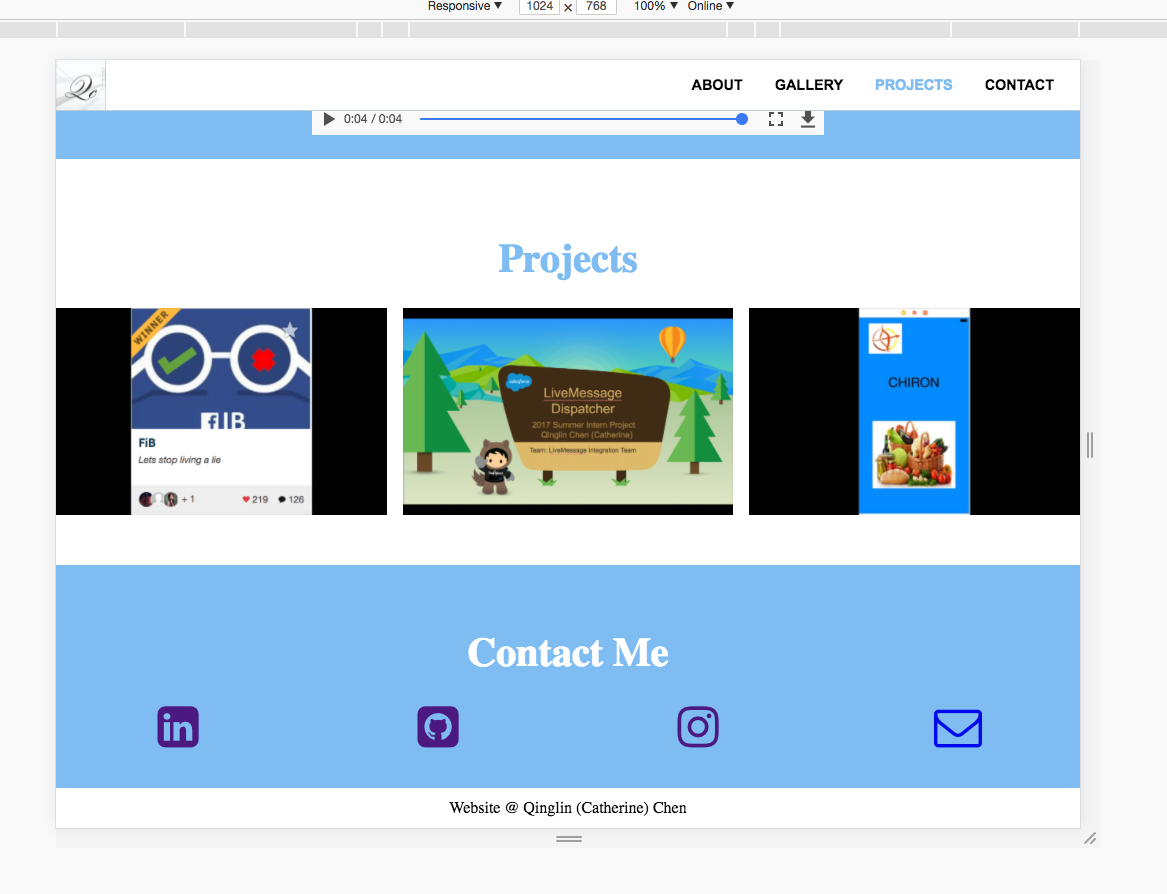 Responsive ▼ 1024 × 768 100% ▼ Online ▼
Qc
ABOUT GALLERY PROJECTS CONTACT
0:04 / 0:04
Projects
WINNER
f IB
FiB
Lets stop living a lie
+ 1 219 126
salesforce
LiveMessage
Dispatcher
2017 Summer Intern Project
Qinglin Chen (Catherine)
Team: LiveMessage Integration Team
CHIRON
Contact Me
in
Website @ Qinglin (Catherine) Chen